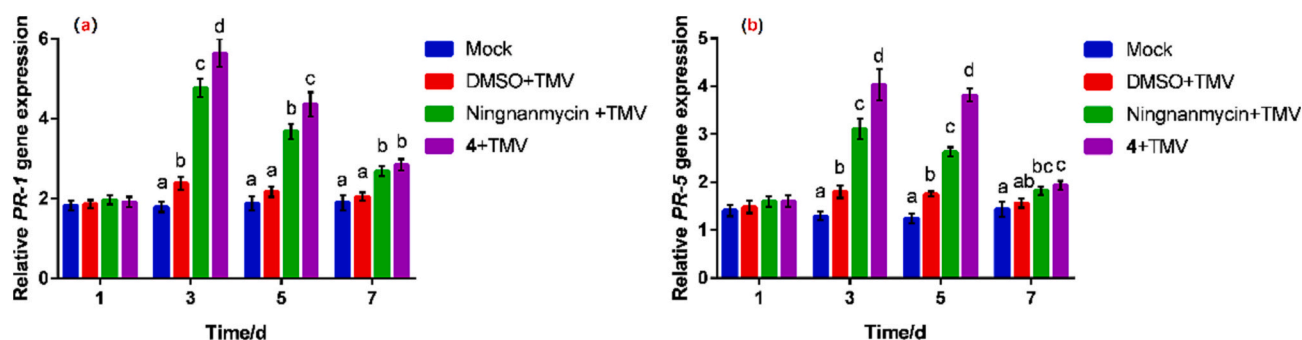 (a)
Relative PR-1 gene expression
6
4
2
0
a b c d
a a b c
a a b b
1 3 5 7
Time/d
Mock
DMSO+TMV
Ningnanmycin +TMV
4+TMV
(b)
Relative PR-5 gene expression
5
4
3
2
1
0
a b c d
a b c d
a ab bc c
1 3 5 7
Time/d
Mock
DMSO+TMV
Ningnanmycin+TMV
4+TMV